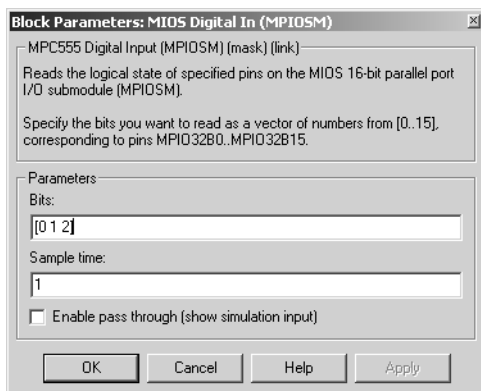 Block Parameters: MIOS Digital In (MPIOSM)
MPC555 Digital Input (MPIOSM) (mask) (link)
Reads the logical state of specified pins on the MIOS 16-bit parallel port
I/O submodule (MPIOSM).
Specify the bits you want to read as a vector of numbers from [0..15],
corresponding to pins MPIO32B0..MPIO32B15.
Parameters
Bits:
[0 1 2]
Sample time:
1
Enable pass through (show simulation input)
OK Cancel Help Apply